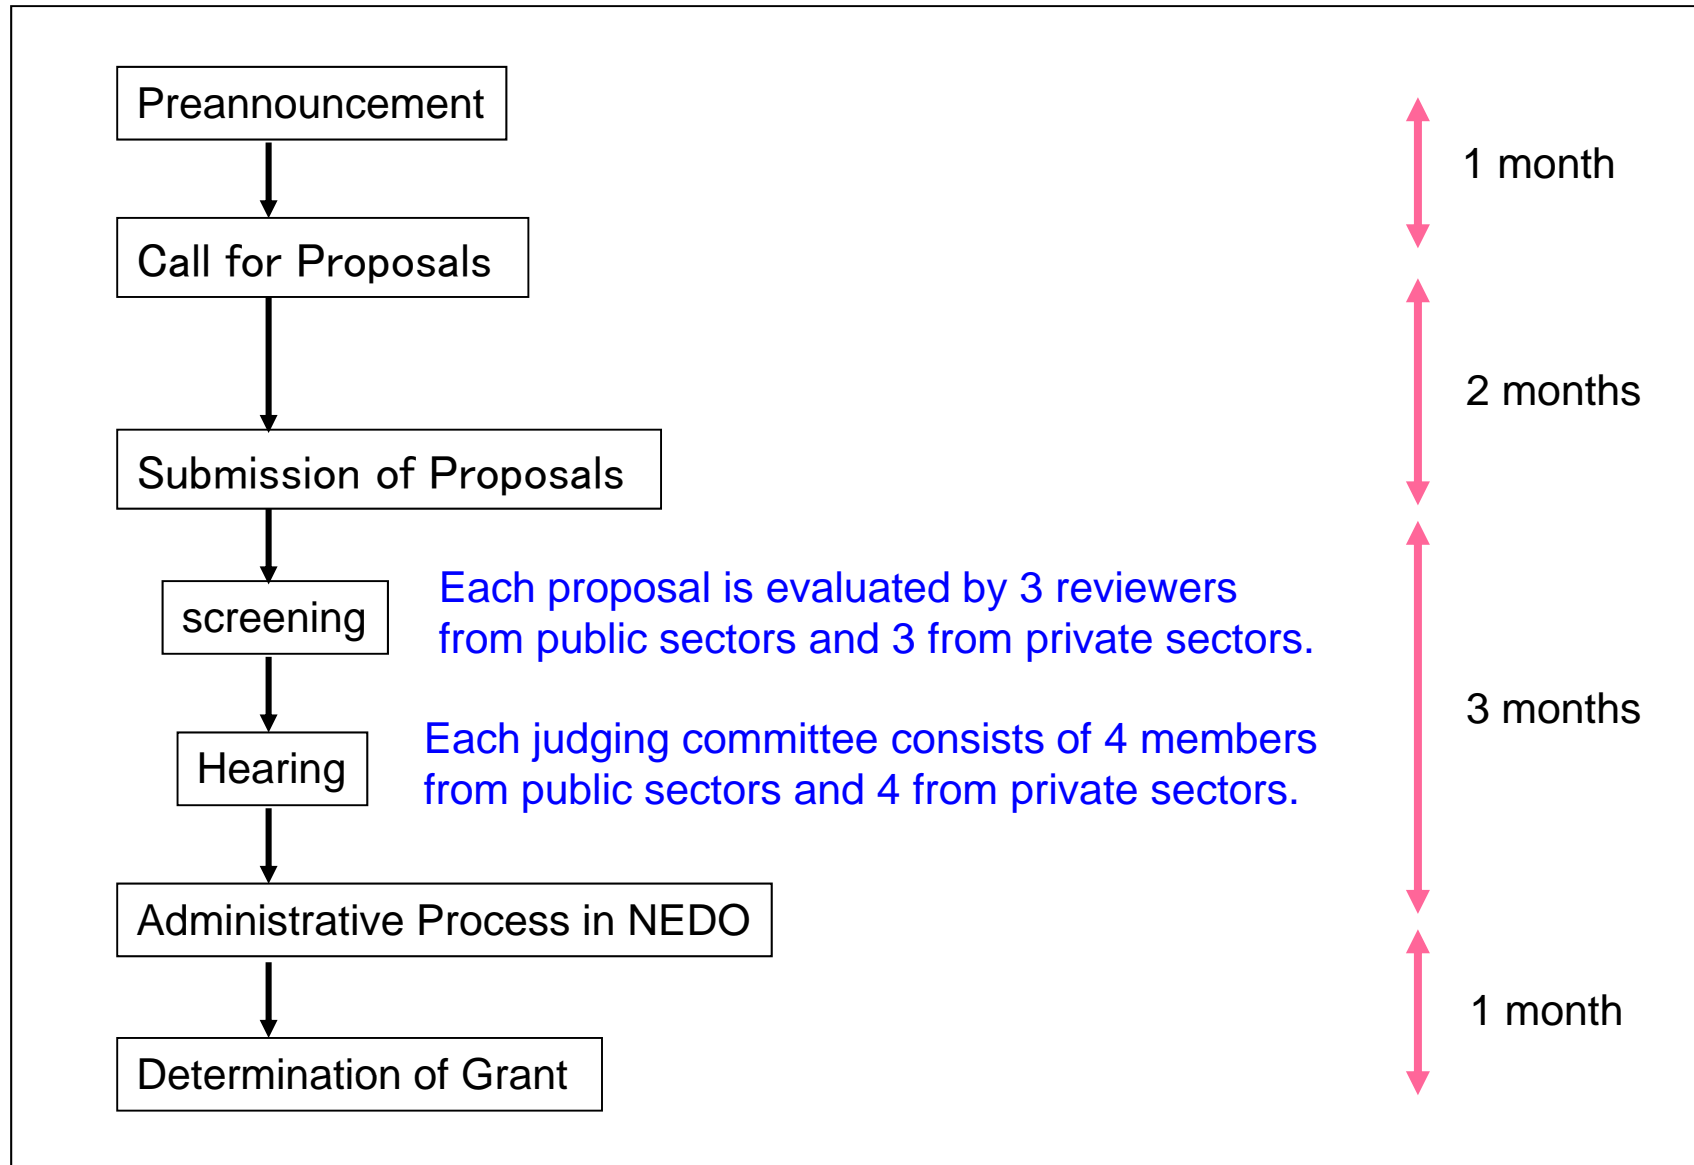 Preannouncement
1 month
Call for Proposals
2 months
Submission of Proposals
screening
Each proposal is evaluated by 3 reviewers
from public sectors and 3 from private sectors.
3 months
Hearing
Each judging committee consists of 4 members
from public sectors and 4 from private sectors.
Administrative Process in NEDO
1 month
Determination of Grant